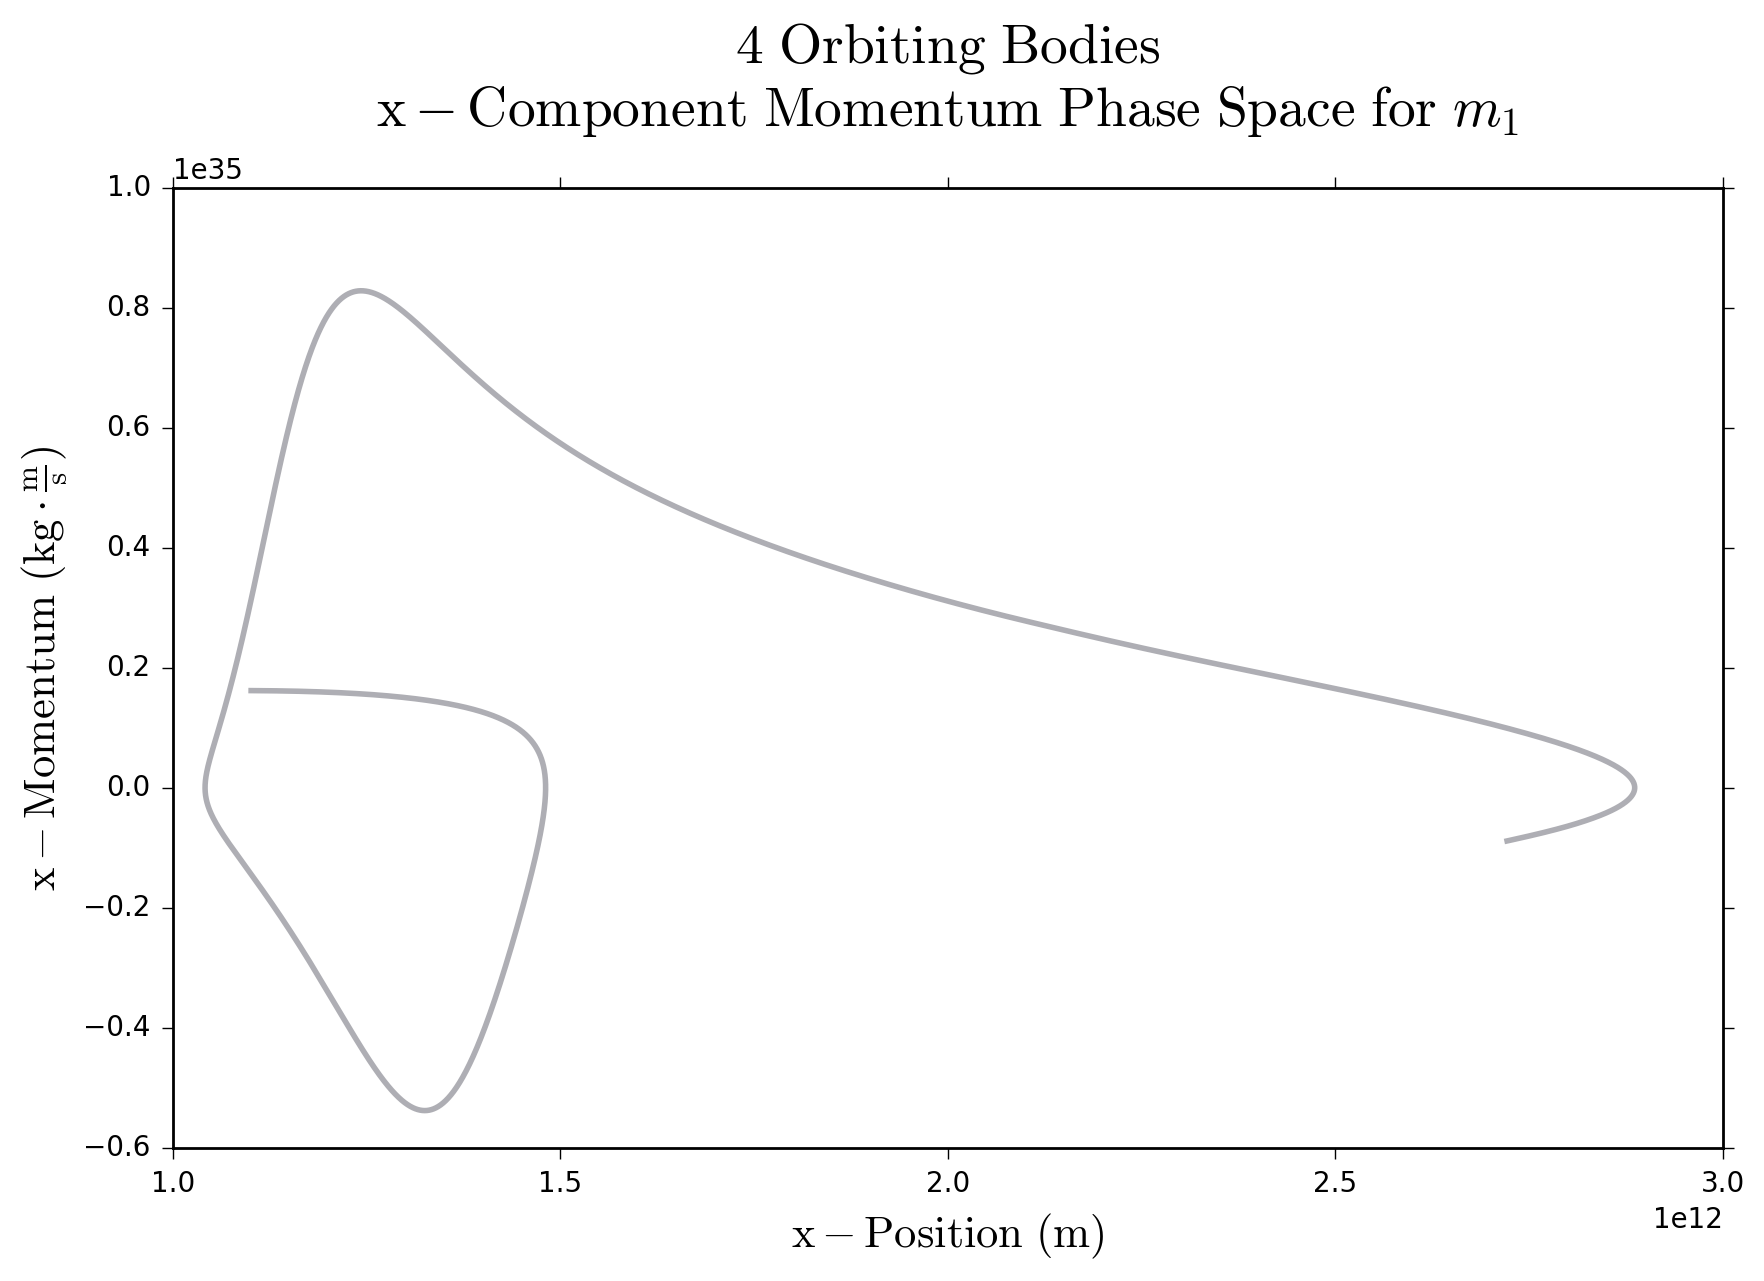 4 Orbiting Bodies
x − Component Momentum Phase Space for m₁
1e35
1.0
0.8
0.6
0.4
0.2
0.0
−0.2
−0.4
−0.6
x − Momentum (kg · m/s)
1.0 1.5 2.0 2.5 3.0
1e12
x − Position (m)